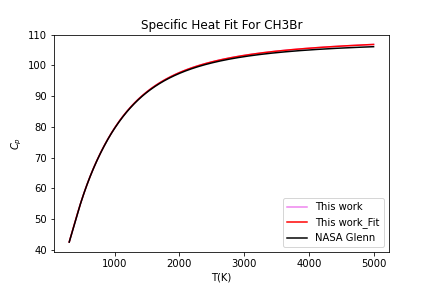 Specific Heat Fit For CH3Br
110
100
90
80
70
60
50
40
C_p
1000
2000
3000
4000
5000
T(K)
This work
This work_Fit
NASA Glenn